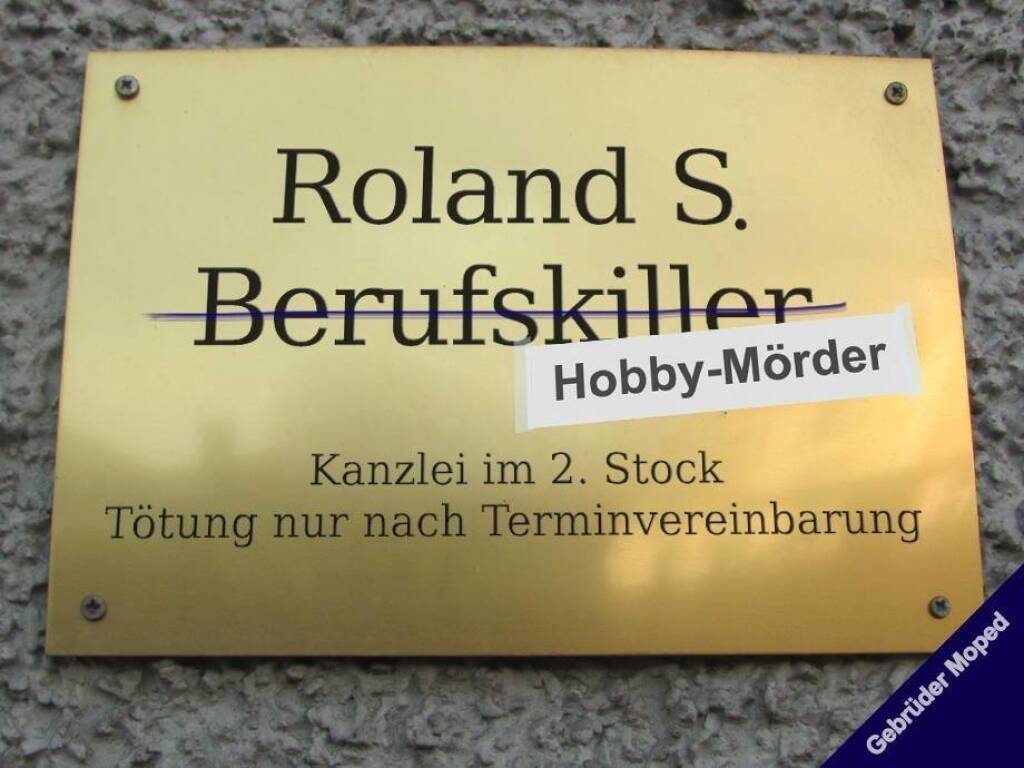 Roland S.
Berufskiller
Hobby-Mörder
Kanzlei im 2. Stock
Tötung nur nach Terminvereinbarung
Gebrüder Moped